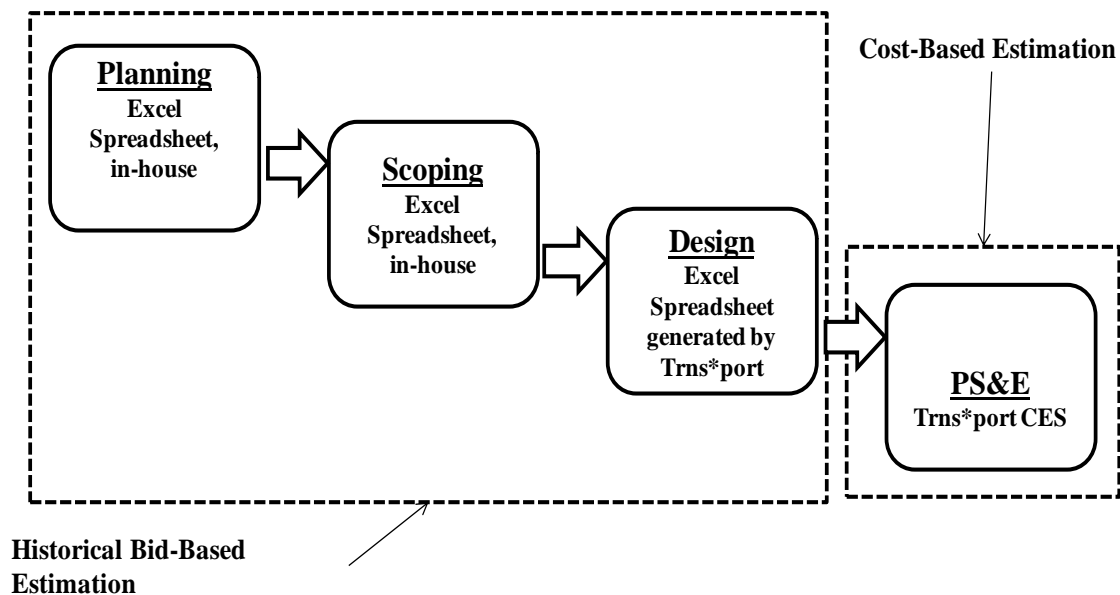 Cost-Based Estimation
Planning
Excel
Spreadsheet,
in-house
Scoping
Excel
Spreadsheet,
in-house
Design
Excel
Spreadsheet
generated by
Trns*port
PS&E
Trns*port CES
Historical Bid-Based
Estimation